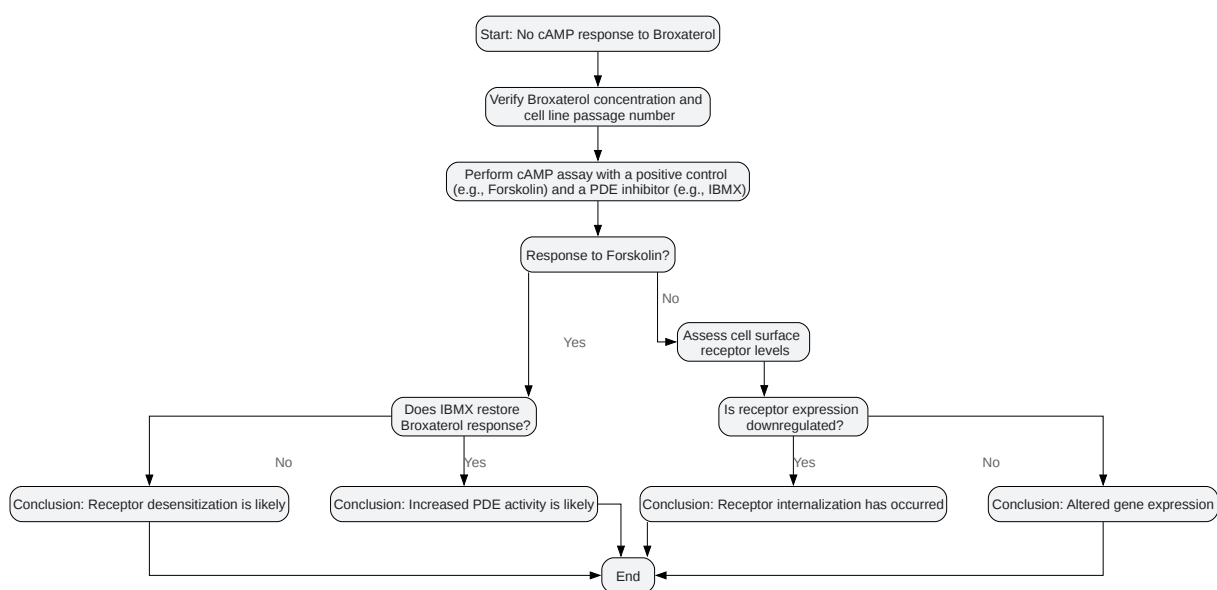 Start: No cAMP response to Broxaterol
Verify Broxaterol concentration and
cell line passage number
Perform cAMP assay with a positive control
(e.g., Forskolin) and a PDE inhibitor (e.g., IBMX)
Response to Forskolin?
No
Yes
Assess cell surface
receptor levels
Does IBMX restore
Broxaterol response?
Is receptor expression
downregulated?
No
Yes
Yes
No
Conclusion: Receptor desensitization is likely
Conclusion: Increased PDE activity is likely
Conclusion: Receptor internalization has occurred
Conclusion: Altered gene expression
End